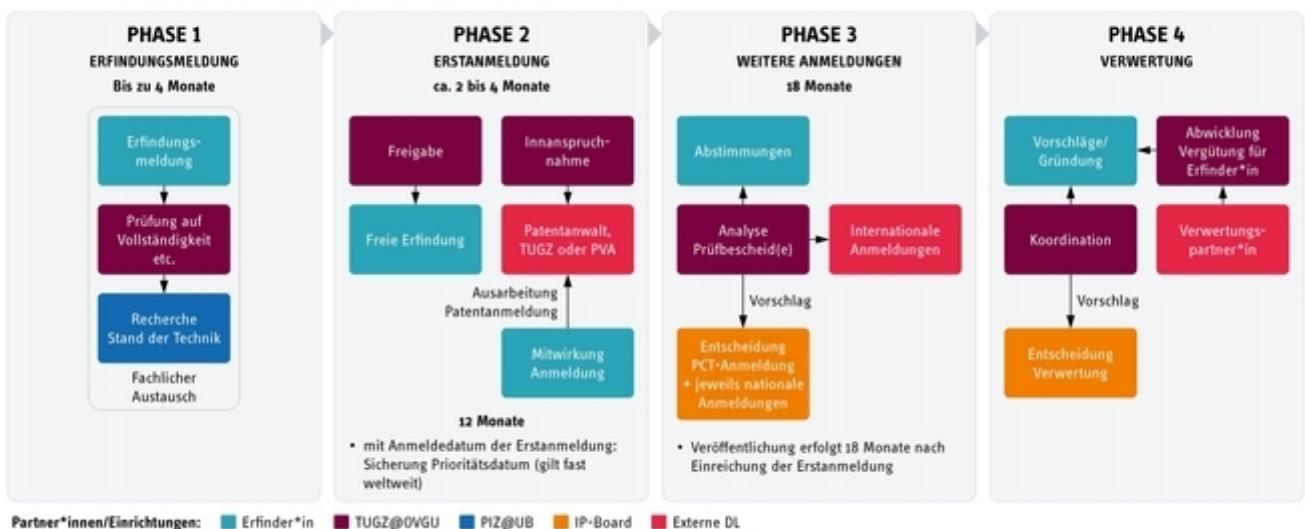 PHASE 1
ERFINDUNGSMELDUNG
Bis zu 4 Monate
Erfindungs-
meldung
Prüfung auf
Vollständigkeit
etc.
Recherche
Stand der Technik
Fachlicher
Austausch
PHASE 2
ERSTANMELDUNG
ca. 2 bis 4 Monate
Freigabe
Innanspruch-
nahme
Freie Erfindung
Patentanwalt,
TUGZ oder PVA
Ausarbeitung
Patentanmeldung
Mitwirkung
Anmeldung
12 Monate
• mit Anmeldedatum der Erstanmeldung:
Sicherung Prioritätsdatum (gilt fast
weltweit)
PHASE 3
WEITERE ANMELDUNGEN
18 Monate
Abstimmungen
Analyse
Prüfbescheid(e)
Internationale
Anmeldungen
Vorschlag
Entscheidung
PCT-Anmeldung
+ jeweils nationale
Anmeldungen
• Veröffentlichung erfolgt 18 Monate nach
Einreichung der Erstanmeldung
PHASE 4
VERWERTUNG
Vorschläge/
Gründung
Abwicklung
Vergütung für
Erfinder*in
Koordination
Verwertungs-
partner*in
Vorschlag
Entscheidung
Verwertung
Partner*innen/Einrichtungen: Erfinder*in TUGZ@OVGU PIZ@UB IP-Board Externe DL